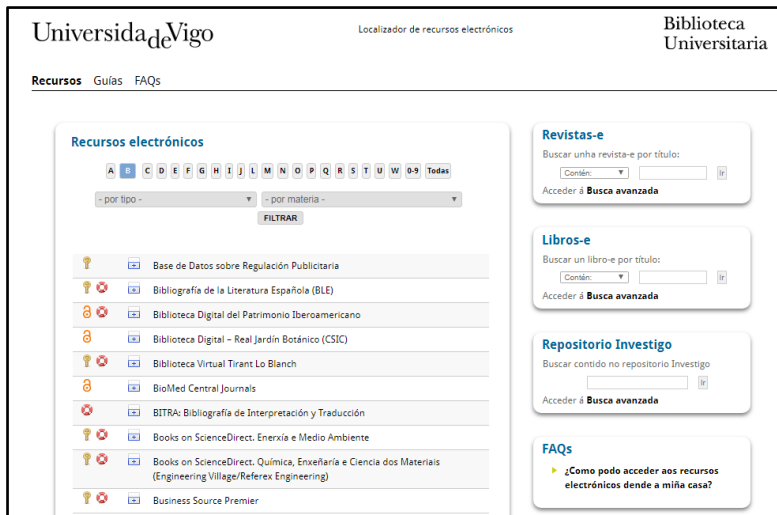 Universidade Vigo
Localizador de recursos electrónicos
Biblioteca
Universitaria
Recursos Guías FAQs
Recursos electrónicos
A B C D E F G H I J L M N O P Q R S T U W 0-9 Todas
- por tipo - - por materia -
FILTRAR
Base de Datos sobre Regulación Publicitaria
Bibliografía de la Literatura Española (BLE)
Biblioteca Digital del Patrimonio Iberoamericano
Biblioteca Digital – Real Jardín Botánico (CSIC)
Biblioteca Virtual Tirant Lo Blanch
BioMed Central Journals
BITRA: Bibliografía de Interpretación y Traducción
Books on ScienceDirect. Enerxía e Medio Ambiente
Books on ScienceDirect. Química, Enxeñaría e Ciencia dos Materiais
(Engineering Village/Referex Engineering)
Business Source Premier
Revistas-e
Buscar unha revista-e por título:
Contén: Ir
Acceder á Busca avanzada
Libros-e
Buscar un libro-e por título:
Contén: Ir
Acceder á Busca avanzada
Repositorio Investigo
Buscar contido no repositorio Investigo
Ir
Acceder á Busca avanzada
FAQs
¿Como podo acceder aos recursos
electrónicos dende a miña casa?